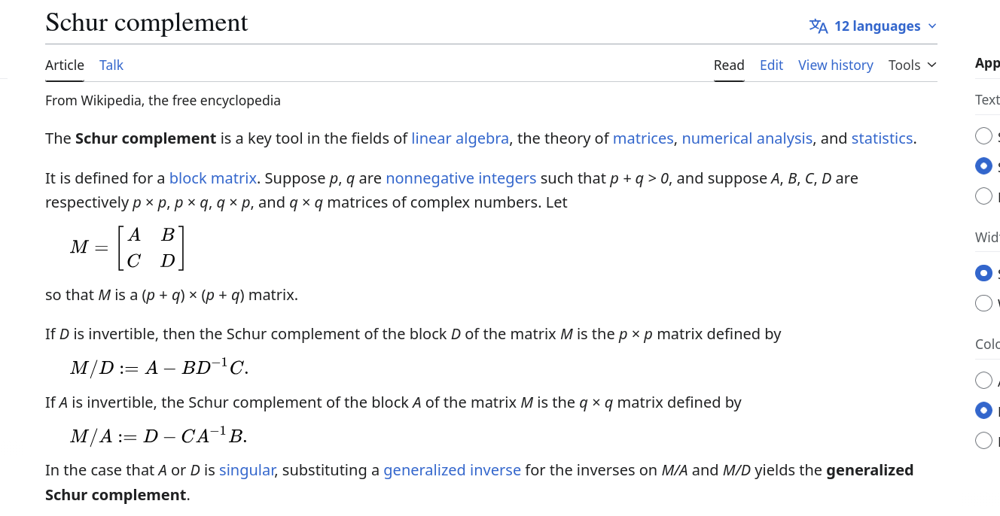 Schur complement
12 languages
Article Talk Read Edit View history Tools
From Wikipedia, the free encyclopedia
The Schur complement is a key tool in the fields of linear algebra, the theory of matrices, numerical analysis, and statistics.
It is defined for a block matrix. Suppose p, q are nonnegative integers such that p + q > 0, and suppose A, B, C, D are
respectively p × p, p × q, q × p, and q × q matrices of complex numbers. Let
M = [A B
C D]
so that M is a (p + q) × (p + q) matrix.
If D is invertible, then the Schur complement of the block D of the matrix M is the p × p matrix defined by
M/D := A − BD⁻¹C.
If A is invertible, the Schur complement of the block A of the matrix M is the q × q matrix defined by
M/A := D − CA⁻¹B.
In the case that A or D is singular, substituting a generalized inverse for the inverses on M/A and M/D yields the generalized
Schur complement.
App
Text
Wid
Colo